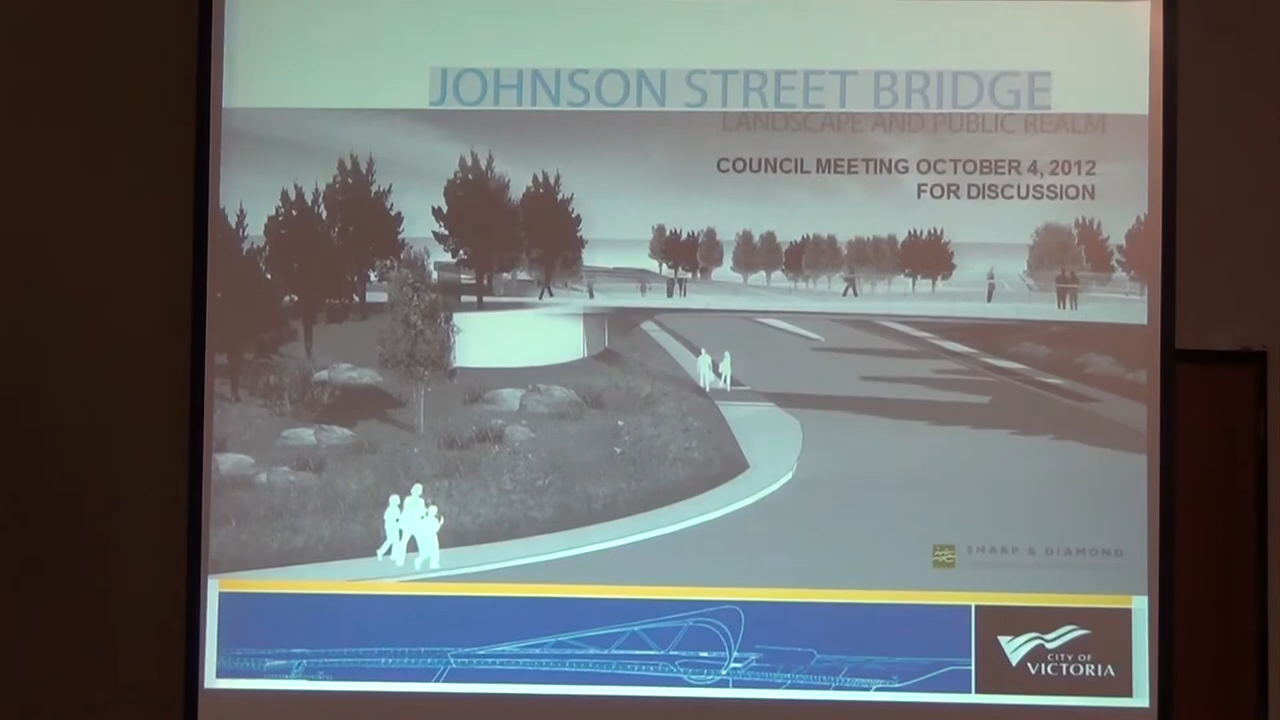 JOHNSON STREET BRIDGE
LANDSCAPE AND PUBLIC REALM
COUNCIL MEETING OCTOBER 4, 2012
FOR DISCUSSION
SHARP & DIAMOND
CITY OF
VICTORIA